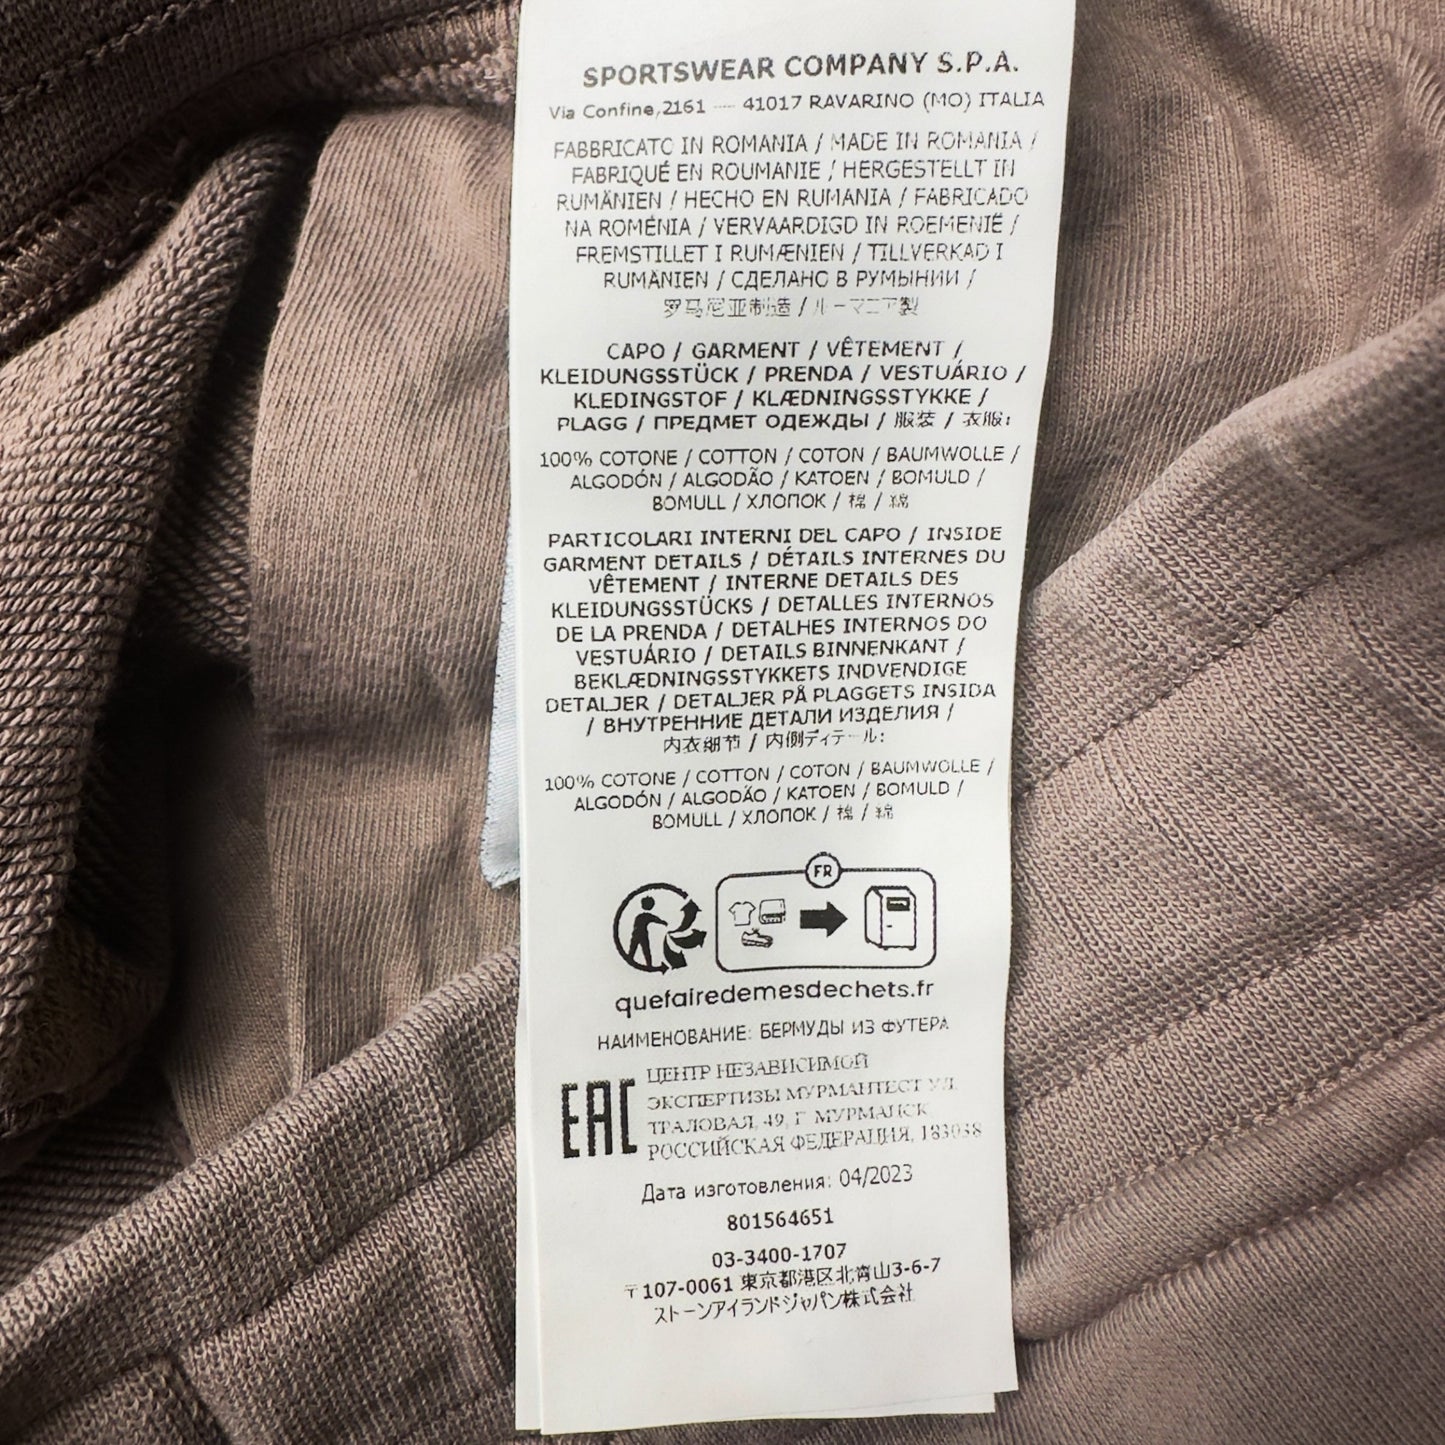 SPORTSWEAR COMPANY S.P.A.
Via Confine,2161 --- 41017 RAVARINO (MO) ITALIA
FABBRICATO IN ROMANIA / MADE IN ROMANIA /
FABRIQUÉ EN ROUMANIE / HERGESTELLT IN
RUMÄNIEN / HECHO EN RUMANIA / FABRICADO
NA ROMÉNIA / VERVAARDIGD IN ROEMENIË /
FREMSTILLET I RUMÆNIEN / TILLVERKAD I
RUMÄNIEN / СДЕЛАНО В РУМЫНИИ /
罗马尼亚制造 / ルーマニア製
CAPO / GARMENT / VÊTEMENT /
KLEIDUNGSSTÜCK / PRENDA / VESTUÁRIO /
KLEDINGSTOF / KLÆDNINGSSTYKKE /
PLAGG / ПРЕДМЕТ ОДЕЖДЫ / 服装 / 衣服:
100% COTONE / COTTON / COTON / BAUMWOLLE /
ALGODÓN / ALGODÃO / KATOEN / BOMULD /
BOMULL / ХЛОПОК / 棉 / 綿
PARTICOLARI INTERNI DEL CAPO / INSIDE
GARMENT DETAILS / DÉTAILS INTERNES DU
VÊTEMENT / INTERNE DETAILS DES
KLEIDUNGSSTÜCKS / DETALLES INTERNOS
DE LA PRENDA / DETALHES INTERNOS DO
VESTUÁRIO / DETAILS BINNENKANT /
BEKLÆDNINGSSTYKKETS INDVENDIGE
DETALJER / DETALJER PÅ PLAGGETS INSIDA
/ ВНУТРЕННИЕ ДЕТАЛИ ИЗДЕЛИЯ /
内衣细节 / 内側ディテール:
100% COTONE / COTTON / COTON / BAUMWOLLE /
ALGODÓN / ALGODÃO / KATOEN / BOMULD /
BOMULL / ХЛОПОК / 棉 / 綿
FR
quefairedemesdechets.fr
НАИМЕНОВАНИЕ: БЕРМУДЫ ИЗ ФУТЕРА
EAC
ЦЕНТР НЕЗАВИСИМОЙ
ЭКСПЕРТИЗЫ МУРМАНТЕСТ УЛ.
ТРАЛОВАЯ, 49, Г. МУРМАНСК,
РОССИЙСКАЯ ФЕДЕРАЦИЯ, 183038
Дата изготовления: 04/2023
801564651
03-3400-1707
〒107-0061 東京都港区北青山3-6-7
ストーンアイランドジャパン株式会社